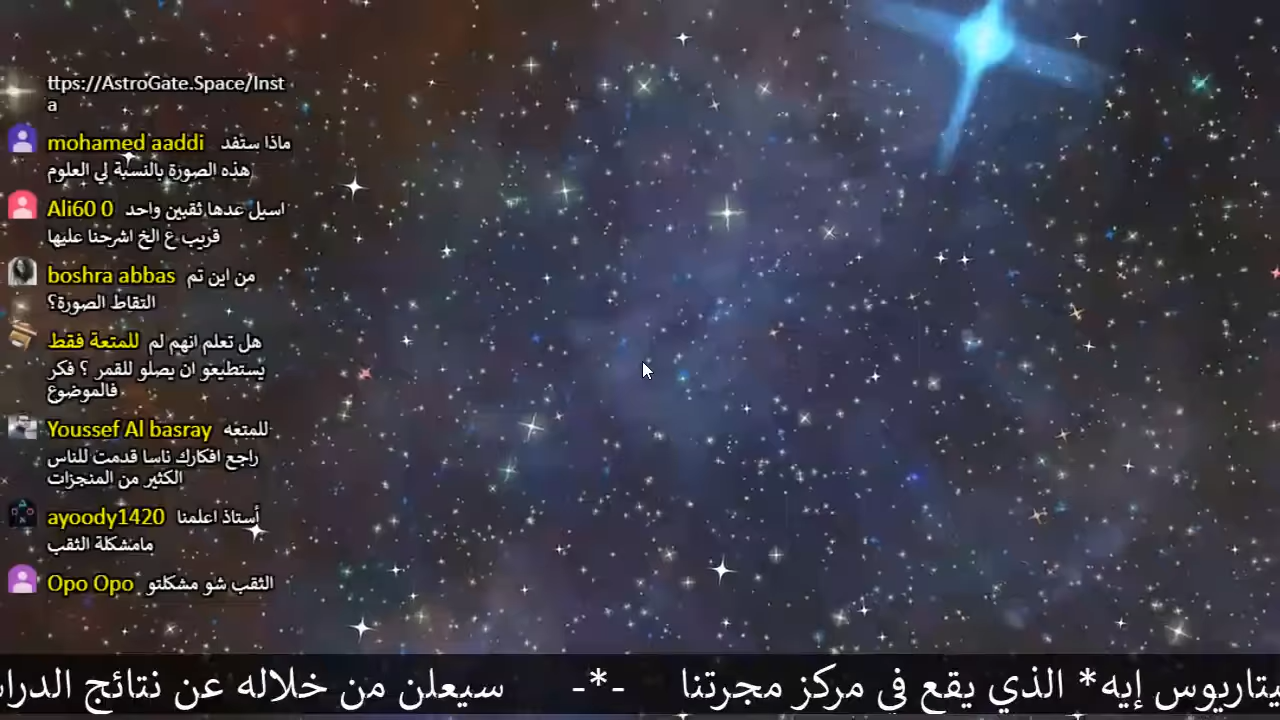 ttps://AstroGate.Space/Inst
a
mohamed aaddi ماذا ستفد
هذه الصورة بالنسبة لي العلوم
Ali60 0 اسيل عدها ثقبين واحد
قريب ع الخ اشرحنا عليها
boshra abbas من اين تم
التقاط الصورة؟
للمتعة فقط هل تعلم انهم لم
يستطيعو ان يصلو للقمر ؟ فكر
فالموضوع
Youssef Al basray للمتعه
راجع افكارك ناسا قدمت للناس
الكثير من المنجزات
ayoody1420 أستاذ اعلمنا
مامشكلة الثقب
Opo Opo الثقب شو مشكلتو
يتاريوس إيه* الذي يقع في مركز مجرتنا -*- سيعلن من خلاله عن نتائج الدرا